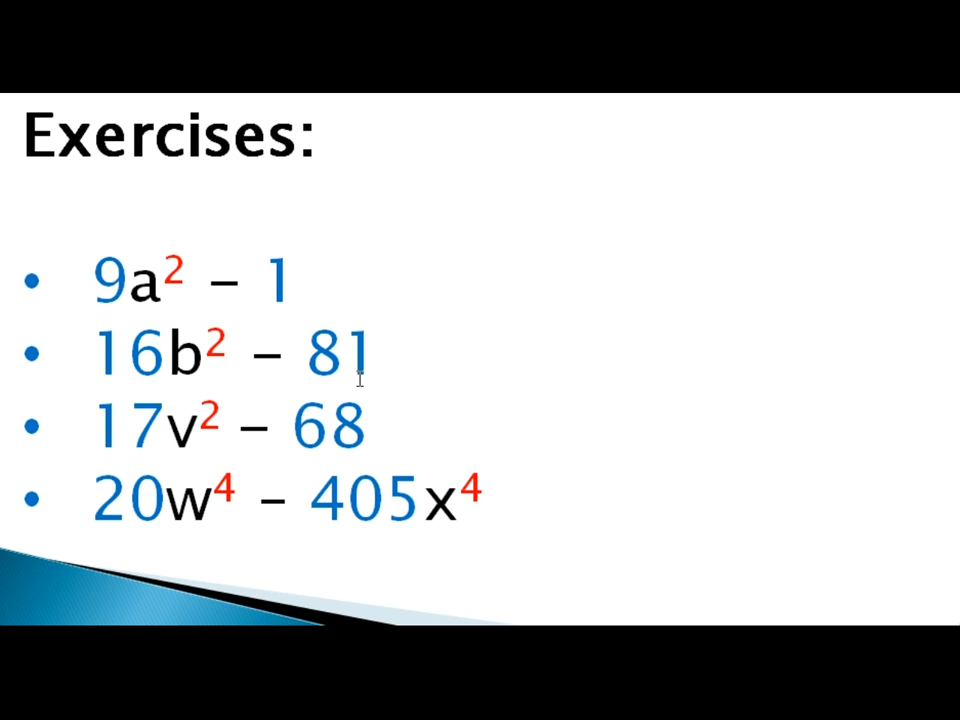 Exercises:
• 9a² – 1
• 16b² – 81
• 17v² – 68
• 20w⁴ – 405x⁴